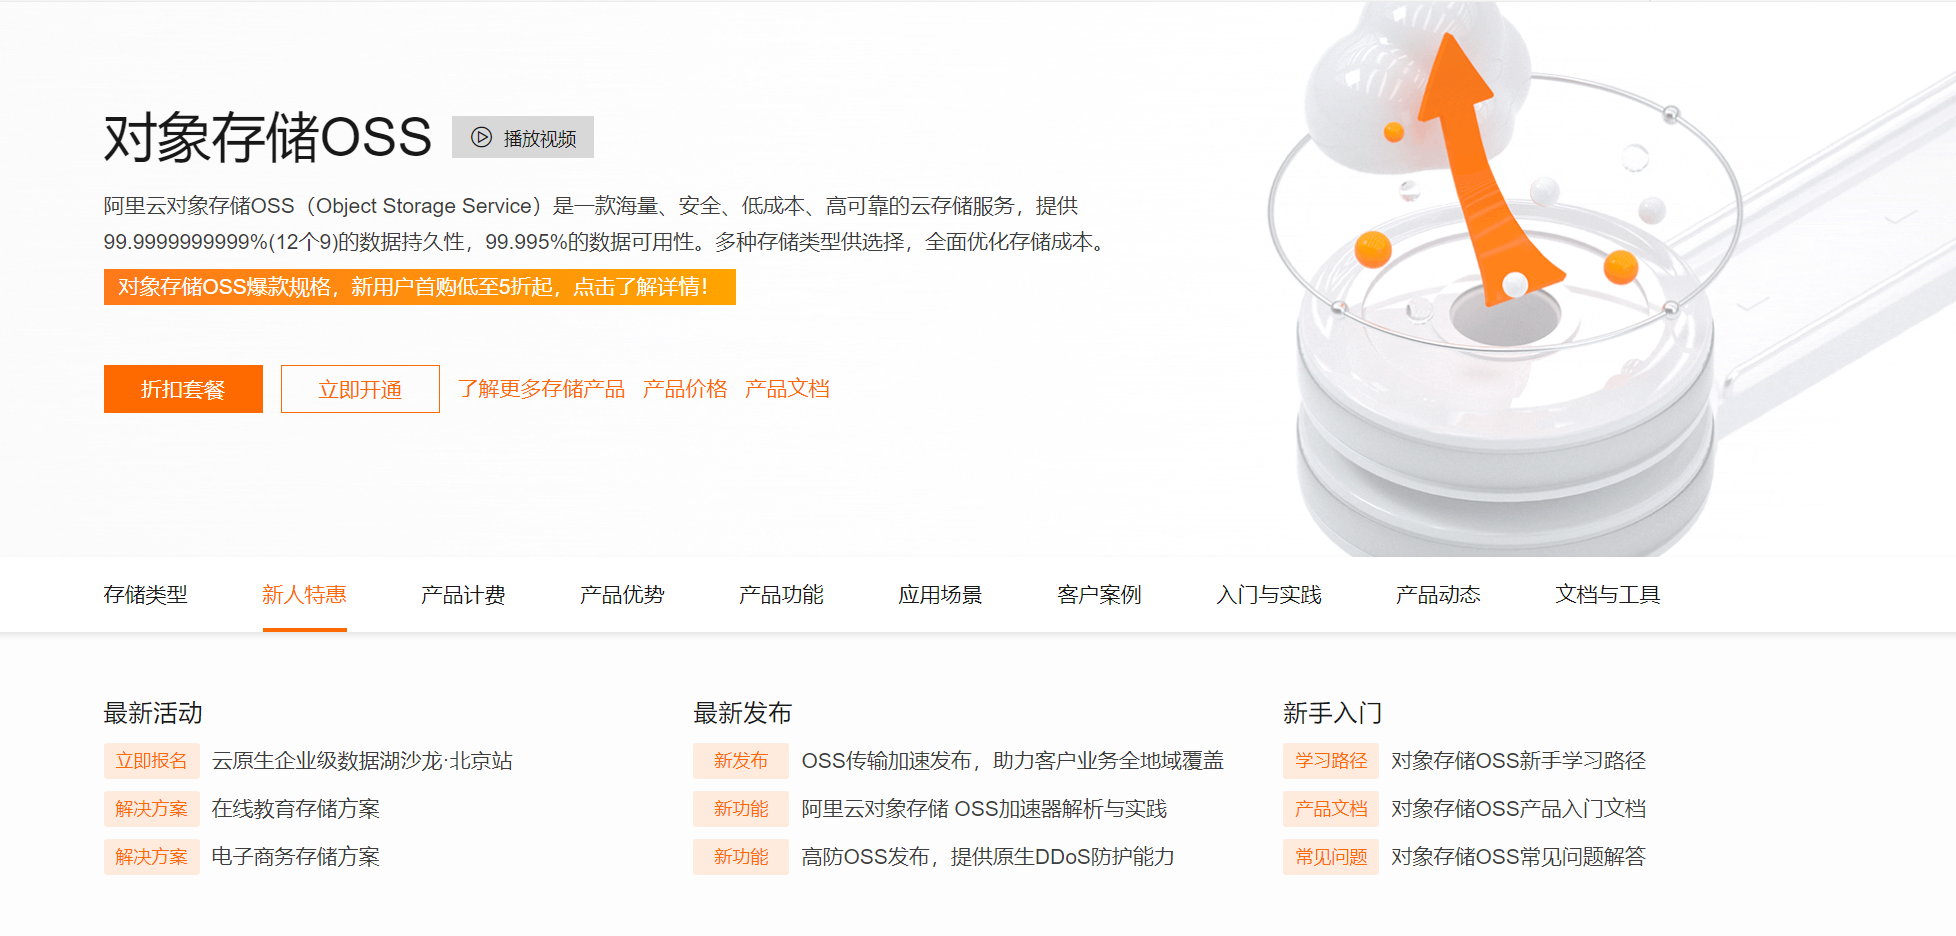 对象存储OSS
播放视频
阿里云对象存储OSS（Object Storage Service）是一款海量、安全、低成本、高可靠的云存储服务，提供
99.9999999999%(12个9)的数据持久性，99.995%的数据可用性。多种存储类型供选择，全面优化存储成本。
对象存储OSS爆款规格，新用户首购低至5折起，点击了解详情！
折扣套餐 立即开通 了解更多存储产品 产品价格 产品文档
存储类型 新人特惠 产品计费 产品优势 产品功能 应用场景 客户案例 入门与实践 产品动态 文档与工具
最新活动
立即报名 云原生企业级数据湖沙龙·北京站
解决方案 在线教育存储方案
解决方案 电子商务存储方案
最新发布
新发布 OSS传输加速发布，助力客户业务全地域覆盖
新功能 阿里云对象存储 OSS加速器解析与实践
新功能 高防OSS发布，提供原生DDoS防护能力
新手入门
学习路径 对象存储OSS新手学习路径
产品文档 对象存储OSS产品入门文档
常见问题 对象存储OSS常见问题解答